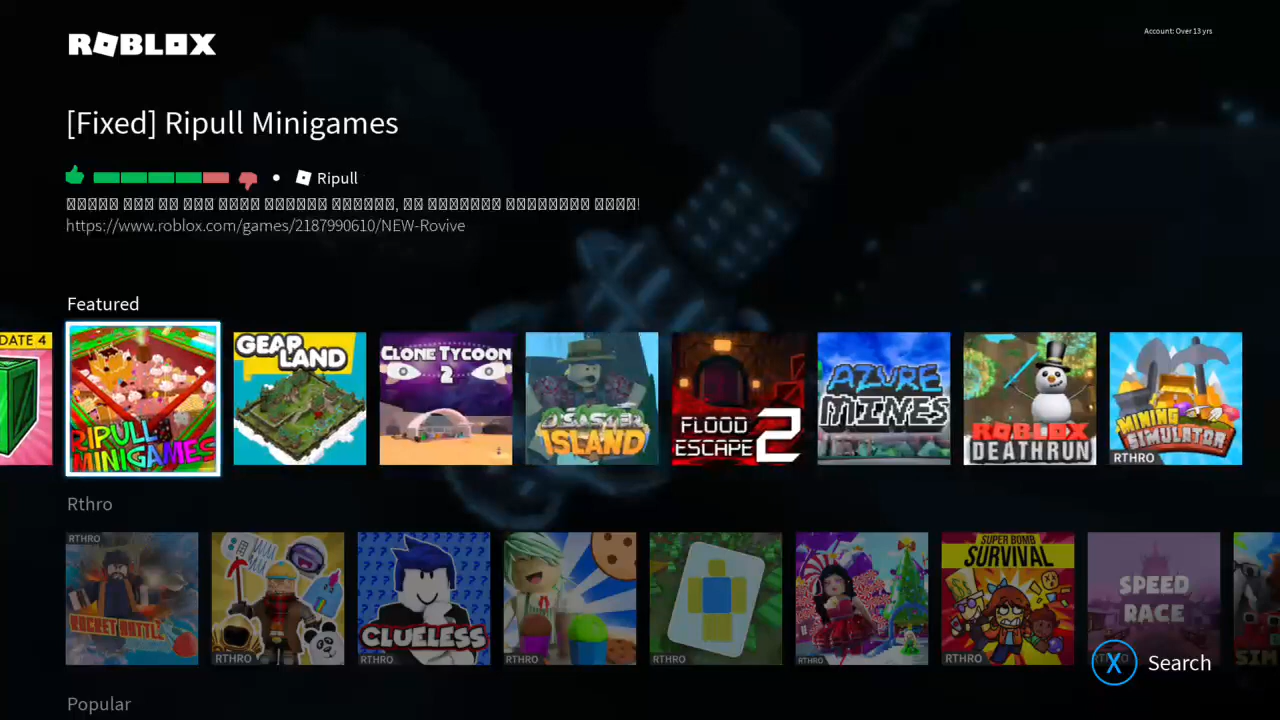 ROBLOX
Account: Over 13 yrs
[Fixed] Ripull Minigames
Ripull
https://www.roblox.com/games/2187990610/NEW-Rovive
Featured
DATE 4
RIPULL MINIGAMES
GEAR LAND
CLONE TYCOON 2
DISASTER ISLAND
FLOOD ESCAPE 2
AZURE MINES
ROBLOX DEATHRUN
MINING SIMULATOR
RTHRO
Rthro
RTHRO
ROCKET BATTLE
RTHRO
CLUELESS
RTHRO
RTHRO
RTHRO
RTHRO
SUPER BOMB SURVIVAL
RTHRO
SPEED RACE
RTHRO
SIM
X Search
Popular